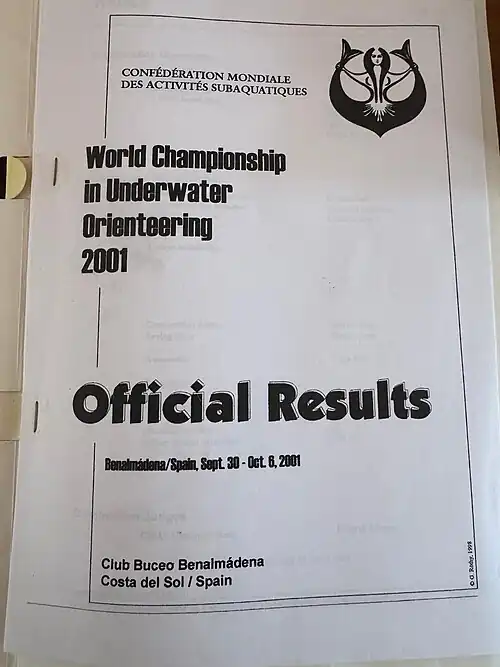 CONFÉDÉRATION MONDIALE
DES ACTIVITÉS SUBAQUATIQUES
World Championship
in Underwater
Orienteering
2001
Official Results
Benalmádena/Spain, Sept. 30 - Oct. 6, 2001
Club Buceo Benalmádena
Costa del Sol / Spain